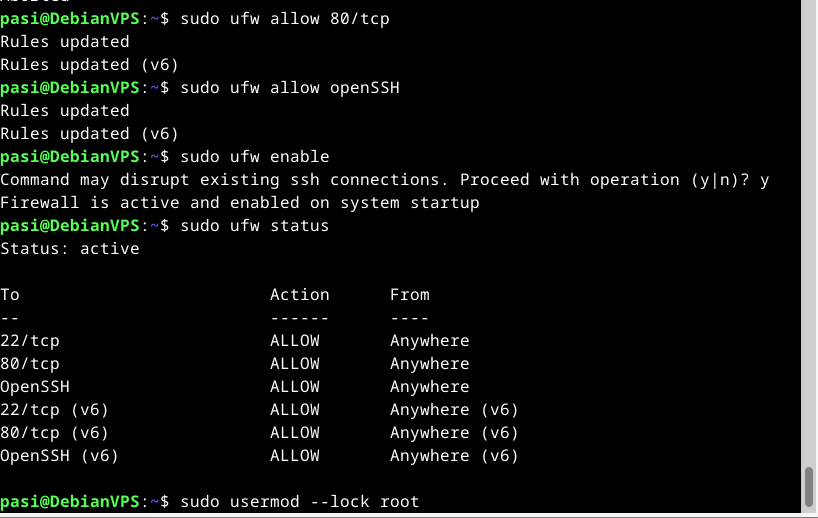 pasi@DebianVPS:~$ sudo ufw allow 80/tcp
Rules updated
Rules updated (v6)
pasi@DebianVPS:~$ sudo ufw allow openSSH
Rules updated
Rules updated (v6)
pasi@DebianVPS:~$ sudo ufw enable
Command may disrupt existing ssh connections. Proceed with operation (y|n)? y
Firewall is active and enabled on system startup
pasi@DebianVPS:~$ sudo ufw status
Status: active
To                         Action      From
--                         ------      ----
22/tcp                     ALLOW       Anywhere
80/tcp                     ALLOW       Anywhere
OpenSSH                    ALLOW       Anywhere
22/tcp (v6)                ALLOW       Anywhere (v6)
80/tcp (v6)                ALLOW       Anywhere (v6)
OpenSSH (v6)               ALLOW       Anywhere (v6)
pasi@DebianVPS:~$ sudo usermod --lock root